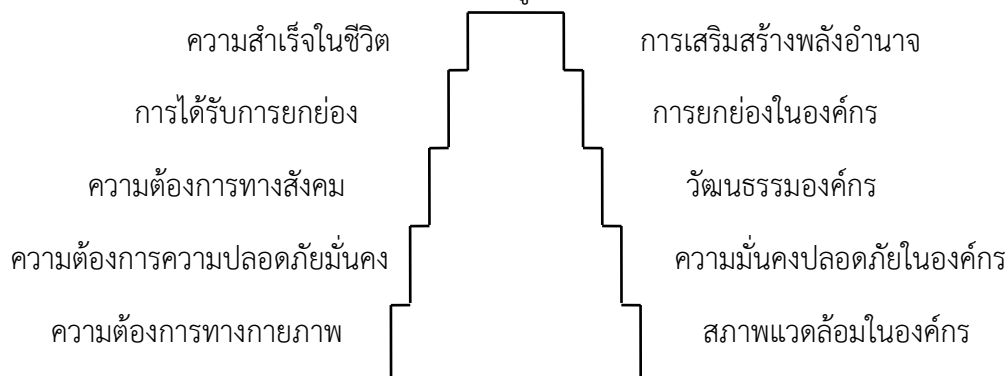 ความสำเร็จในชีวิต การเสริมสร้างพลังอำนาจ
การได้รับการยกย่อง การยกย่องในองค์กร
ความต้องการทางสังคม วัฒนธรรมองค์กร
ความต้องการความปลอดภัยมั่นคง ความมั่นคงปลอดภัยในองค์กร
ความต้องการทางกายภาพ สภาพแวดล้อมในองค์กร